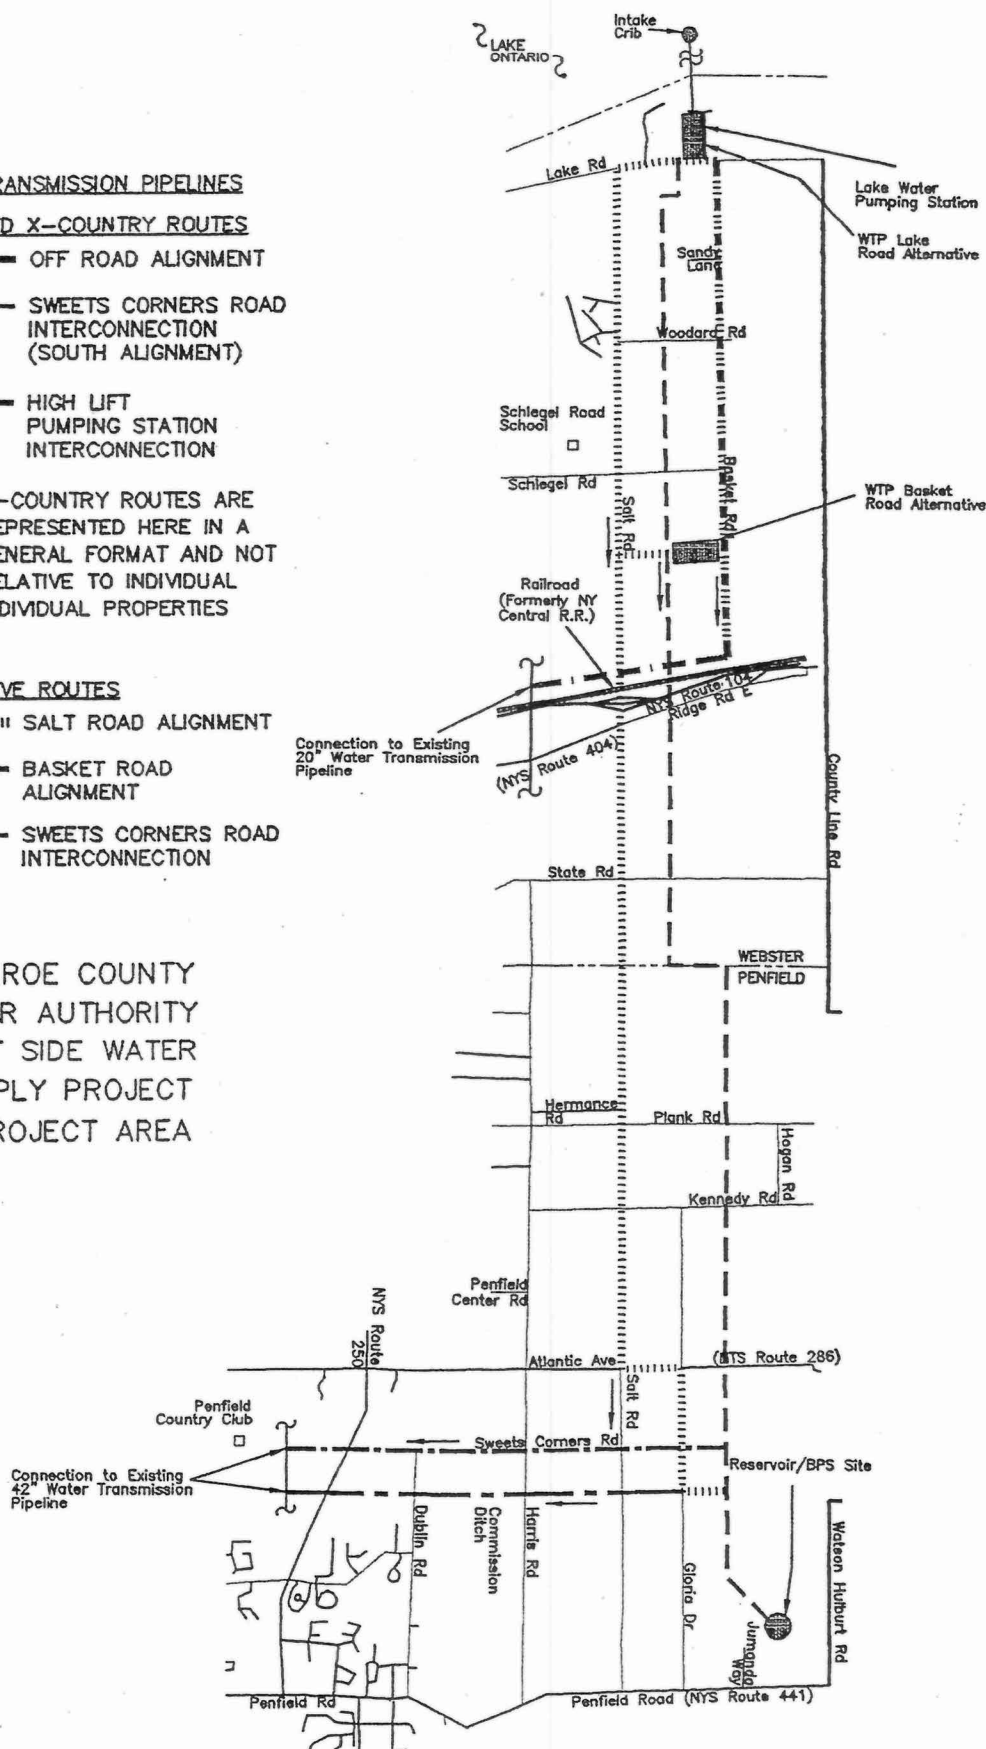 RANSMISSION PIPELINES
D X-COUNTRY ROUTES
OFF ROAD ALIGNMENT
SWEETS CORNERS ROAD
INTERCONNECTION
(SOUTH ALIGNMENT)
HIGH LIFT
PUMPING STATION
INTERCONNECTION
-COUNTRY ROUTES ARE
EPRESENTED HERE IN A
ENERAL FORMAT AND NOT
ELATIVE TO INDIVIDUAL
DIVIDUAL PROPERTIES
VE ROUTES
SALT ROAD ALIGNMENT
BASKET ROAD
ALIGNMENT
SWEETS CORNERS ROAD
INTERCONNECTION
ROE COUNTY
R AUTHORITY
T SIDE WATER
PLY PROJECT
ROJECT AREA
Intake
Crib
LAKE
ONTARIO
Lake Rd
Lake Water
Pumping Station
WTP Lake
Road Alternative
Sandy
Lane
Woodard Rd
Schlegel Road
School
Schlegel Rd
Basket Rd
Salt Rd
WTP Basket
Road Alternative
Railroad
(Formerly NY
Central R.R.)
NYS Route 104
Ridge Rd E
(NYS Route 404)
Connection to Existing
20" Water Transmission
Pipeline
County Line Rd
State Rd
WEBSTER
PENFIELD
Hermance
Rd
Plank Rd
Hogan Rd
Kennedy Rd
Penfield
Center Rd
NYS Route
250
Atlantic Ave
(NTS Route 286)
Salt Rd
Penfield
Country Club
Sweets Corners Rd
Reservoir/BPS Site
Connection to Existing
42" Water Transmission
Pipeline
Dublin Rd
Commission
Ditch
Harris Rd
Gloria Dr
Watson Hulburt Rd
Jumanda
Way
Penfield Rd
Penfield Road (NYS Route 441)